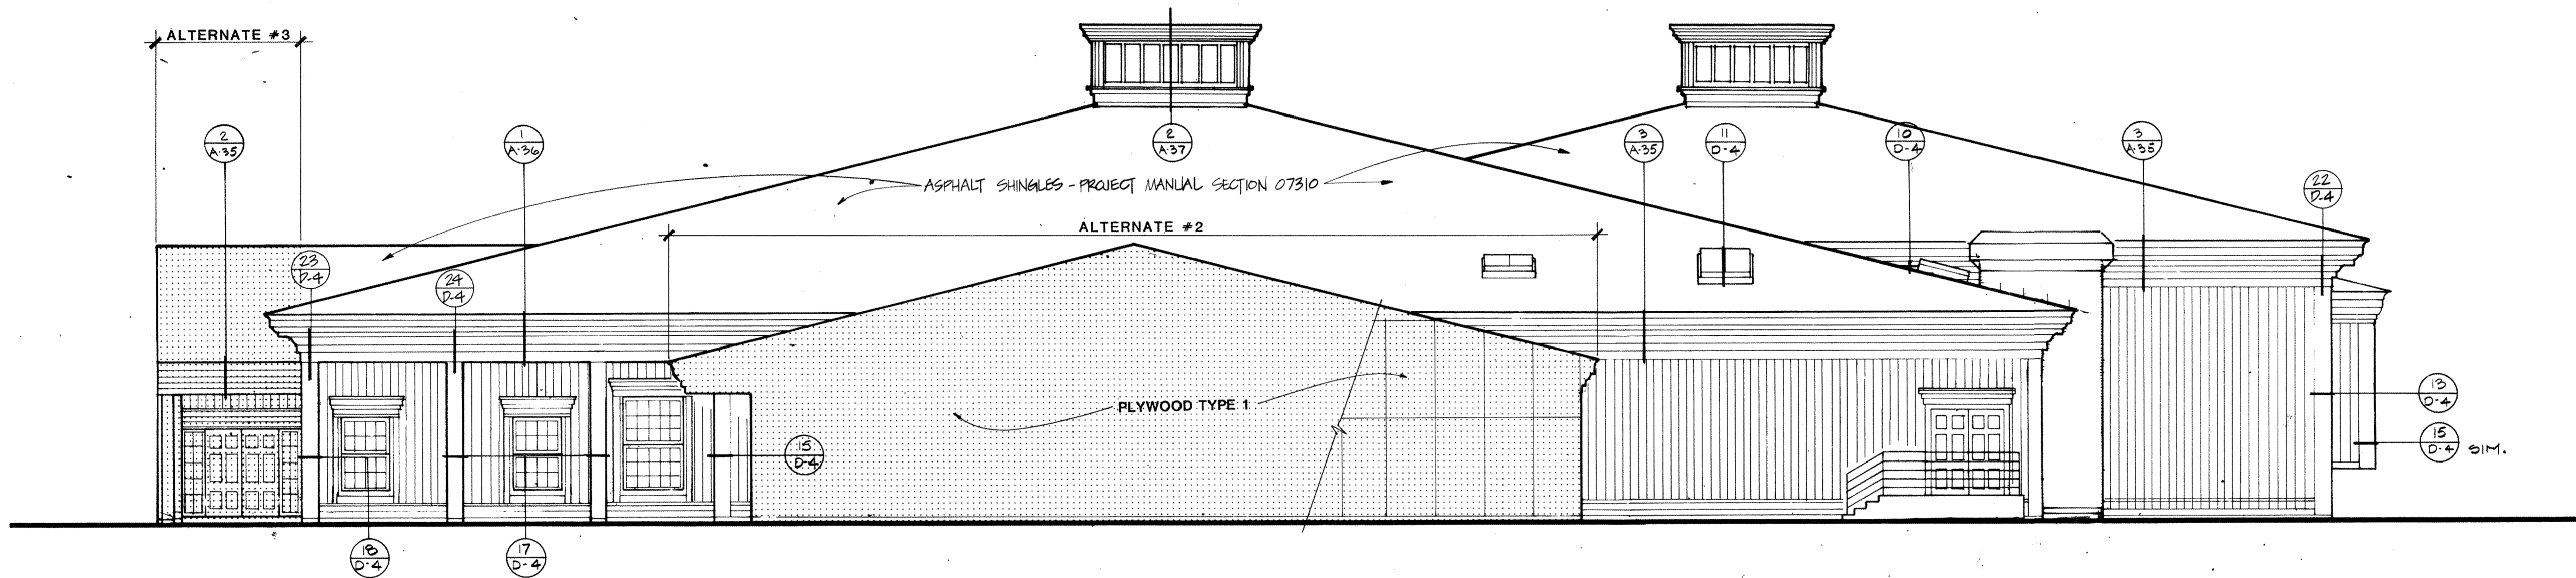 ALTERNATE #3
2
A·35
1
A·36
2
A·37
3
A·35
11
D-4
10
D-4
3
A·35
22
D-4
ASPHALT SHINGLES - PROJECT MANUAL SECTION 07310
ALTERNATE #2
23
D-4
24
D-4
PLYWOOD TYPE 1
13
D-4
15
D-4
15
D-4 SIM.
18
D-4
17
D-4